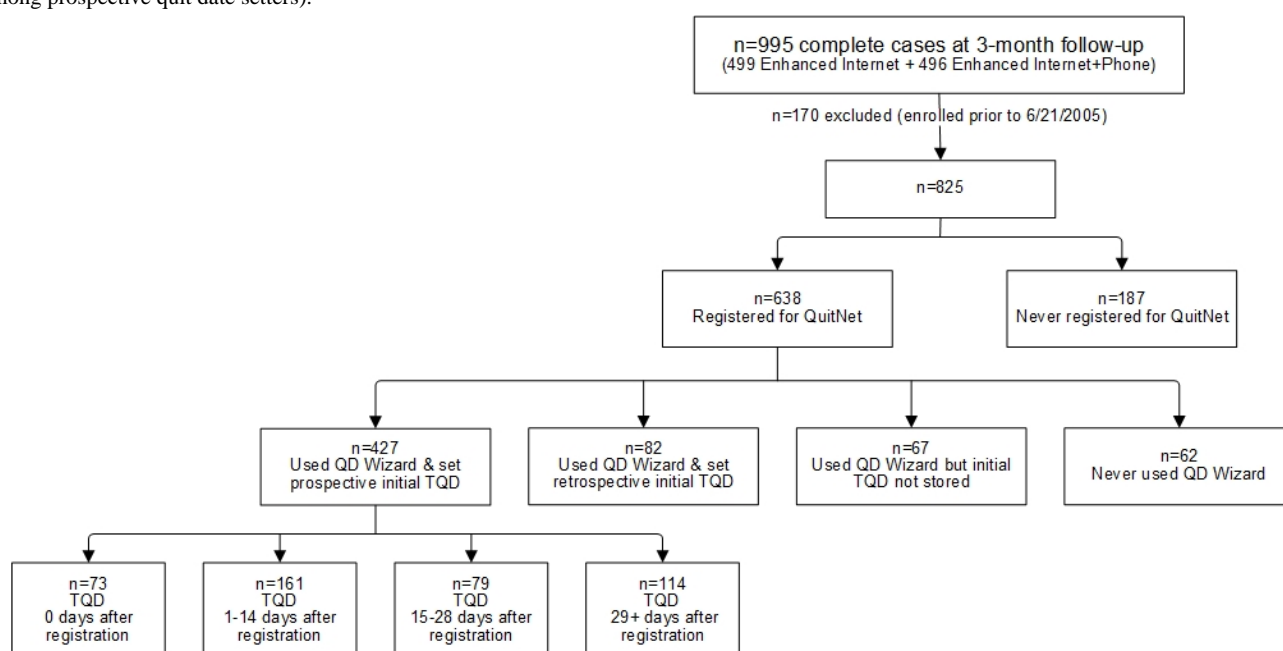 ong prospective quit date setters).
n=995 complete cases at 3-month follow-up
(499 Enhanced Internet + 496 Enhanced Internet+Phone)
n=170 excluded (enrolled prior to 6/21/2005)
n=825
n=638
Registered for QuitNet
n=187
Never registered for QuitNet
n=427
Used QD Wizard & set
prospective initial TQD
n=82
Used QD Wizard & set
retrospective initial TQD
n=67
Used QD Wizard but initial
TQD not stored
n=62
Never used QD Wizard
n=73
TQD
0 days after
registration
n=161
TQD
1-14 days after
registration
n=79
TQD
15-28 days after
registration
n=114
TQD
29+ days after
registration